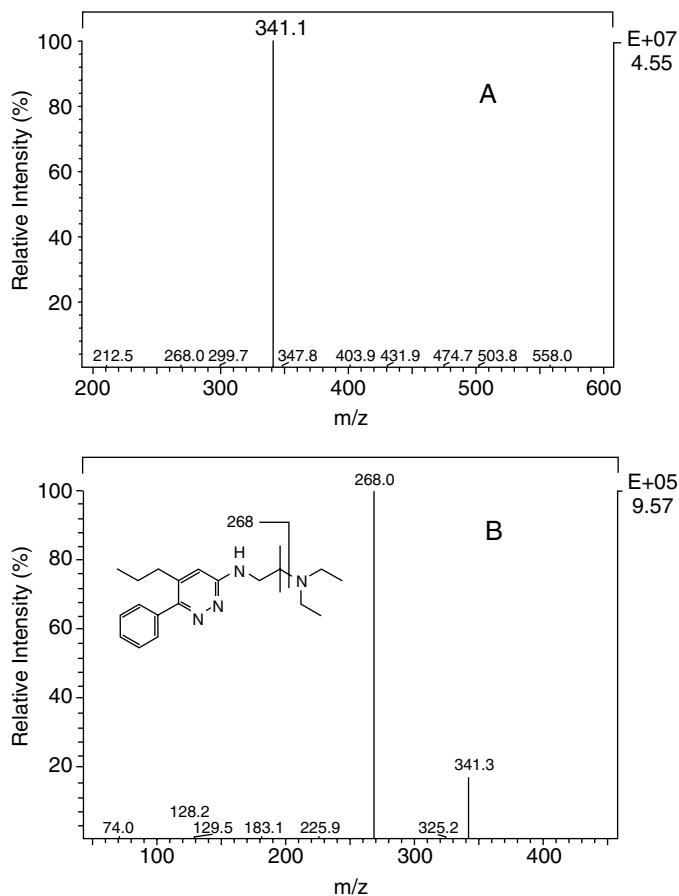 100
341.1
E+07
4.55
A
80
60
40
20
Relative Intensity (%)
212.5 268.0 299.7 347.8 403.9 431.9 474.7 503.8 558.0
200 300 400 500 600
m/z
268.0
100
E+05
9.57
B
268
80
H
N
N
N
N
60
40
20
Relative Intensity (%)
341.3
128.2
74.0 129.5 183.1 225.9 325.2
100 200 300 400
m/z